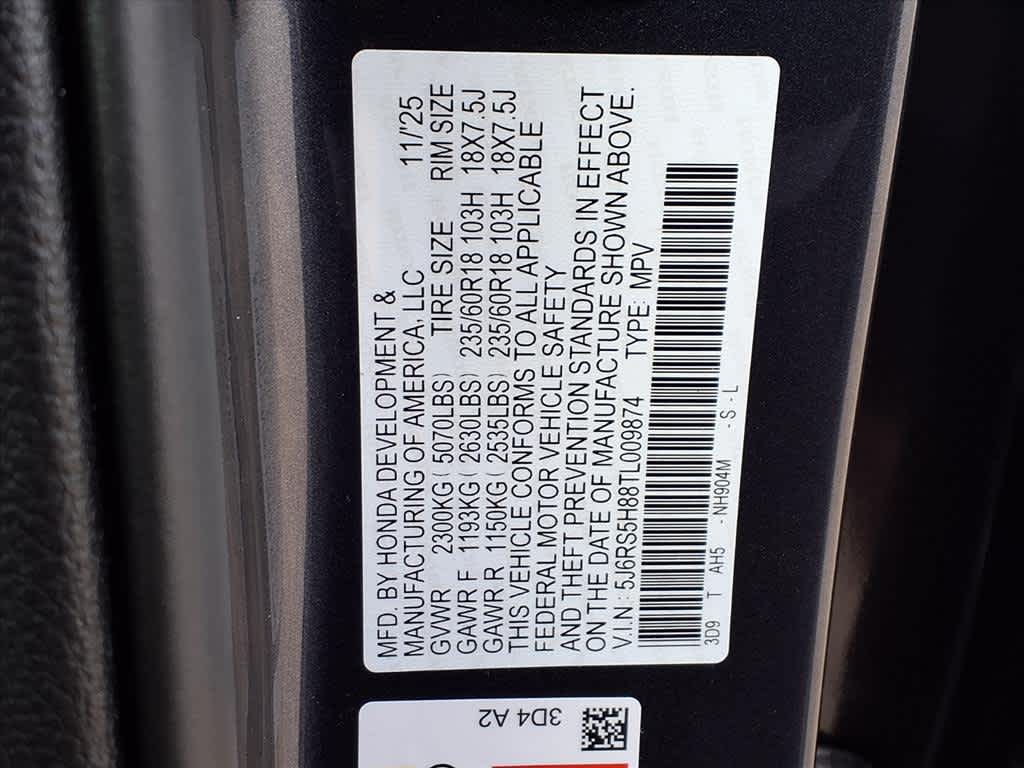 MFD. BY HONDA DEVELOPMENT &
MANUFACTURING OF AMERICA, LLC 11/'25
GVWR 2300KG ( 5070LBS) TIRE SIZE RIM SIZE
GAWR F 1193KG ( 2630LBS) 235/60R18 103H 18X7.5J
GAWR R 1150KG ( 2535LBS) 235/60R18 103H 18X7.5J
THIS VEHICLE CONFORMS TO ALL APPLICABLE
FEDERAL MOTOR VEHICLE SAFETY
AND THEFT PREVENTION STANDARDS IN EFFECT
ON THE DATE OF MANUFACTURE SHOWN ABOVE.
V.I.N : 5J6RS5H88TL009874 TYPE: MPV
3D9 T AH5 - NH904M - S - L
3D4 A2